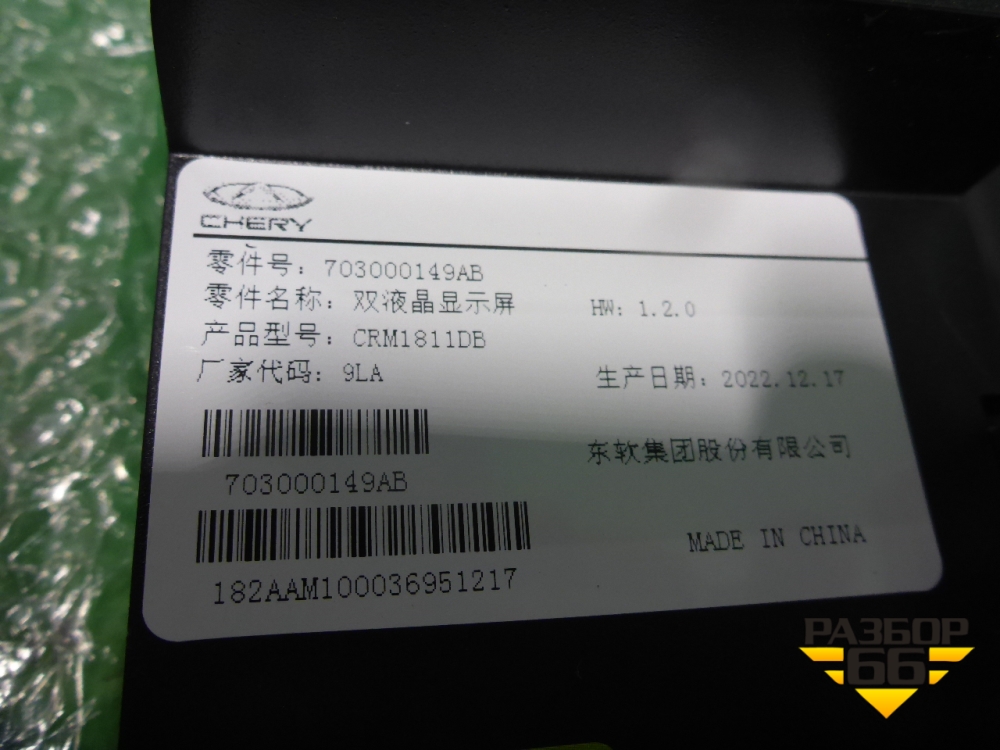 CHERY
零件号: 703000149AB
零件名称: 双液晶显示屏
HW: 1.2.0
产品型号: CRM1811DB
厂家代码: 9LA
生产日期: 2022.12.17
703000149AB
东软集团股份有限公司
182AAM100036951217
MADE IN CHINA
РАЗБОР
66